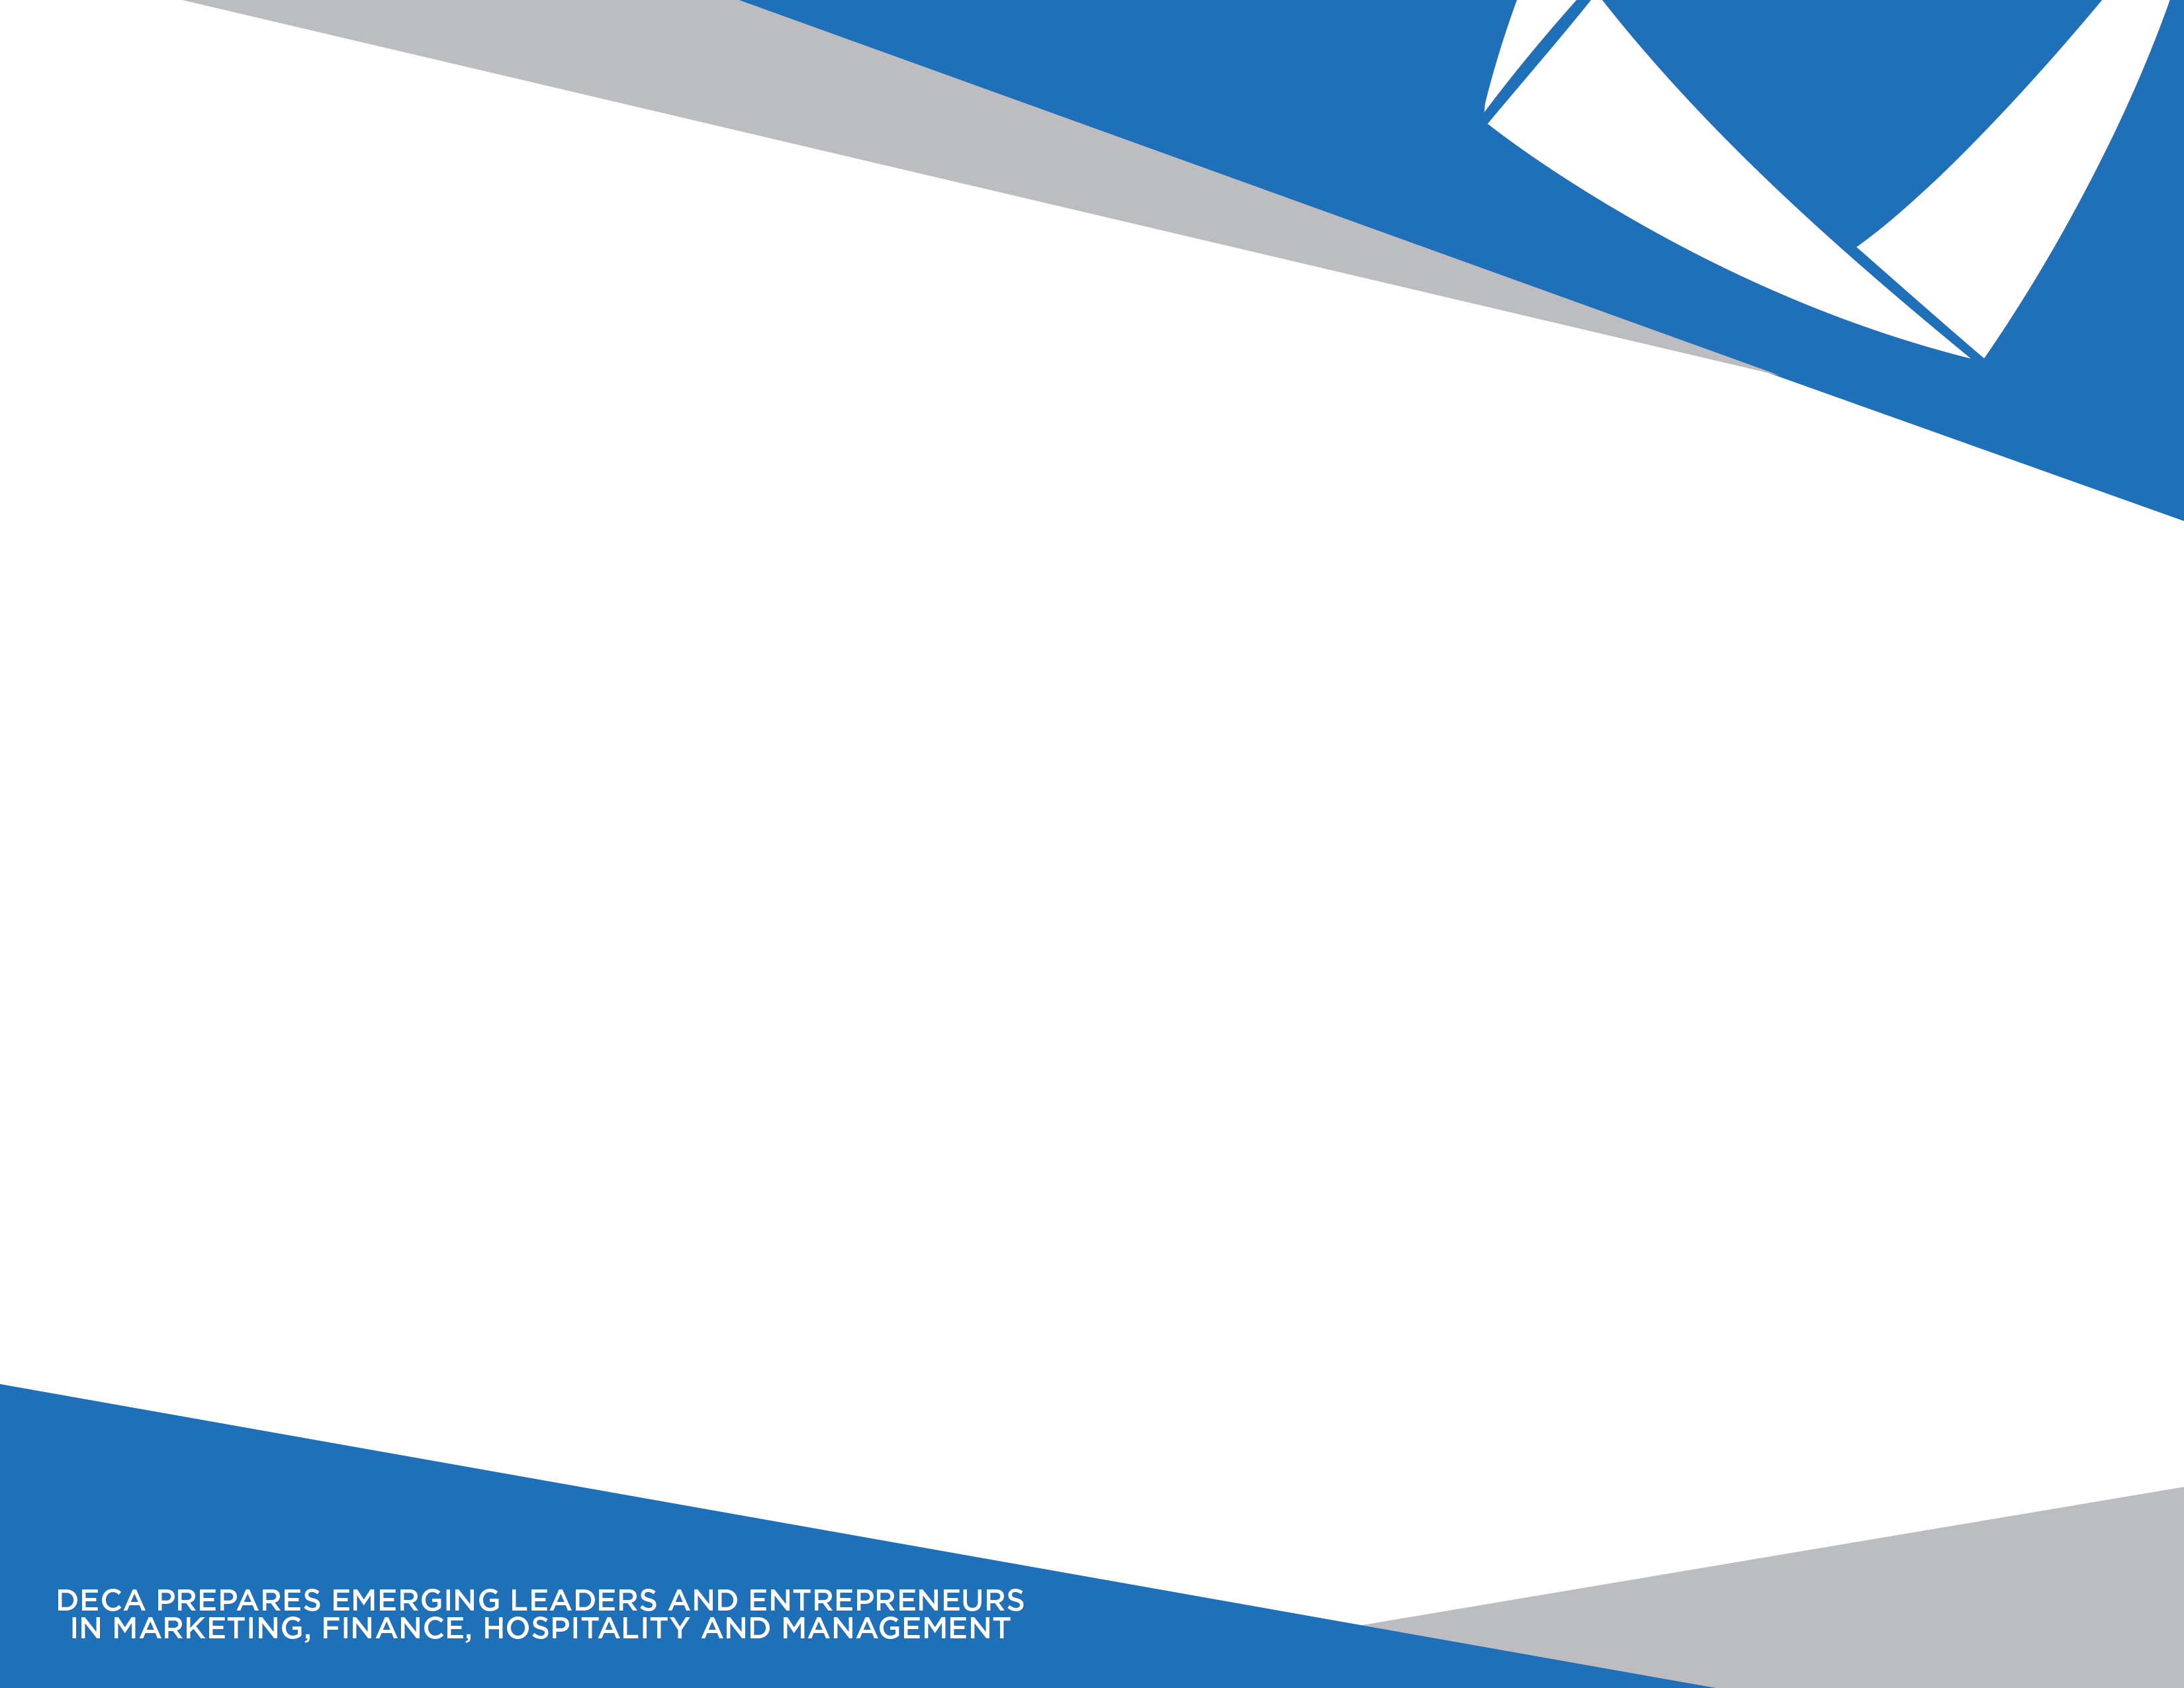 DECA PREPARES EMERGING LEADERS AND ENTREPRENEURS
IN MARKETING, FINANCE, HOSPITALITY AND MANAGEMENT